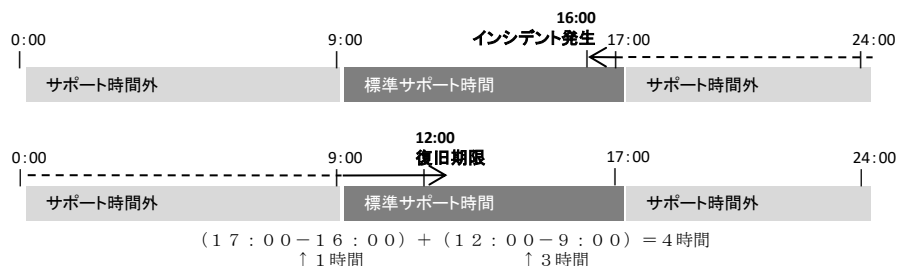 16:00
0:00 9:00 インシデント発生 17:00 24:00
サポート時間外 標準サポート時間 サポート時間外
12:00
0:00 9:00 復旧期限 17:00 24:00
サポート時間外 標準サポート時間 サポート時間外
（１７：００－１６：００）＋（１２：００－９：００）＝４時間
↑１時間 ↑３時間